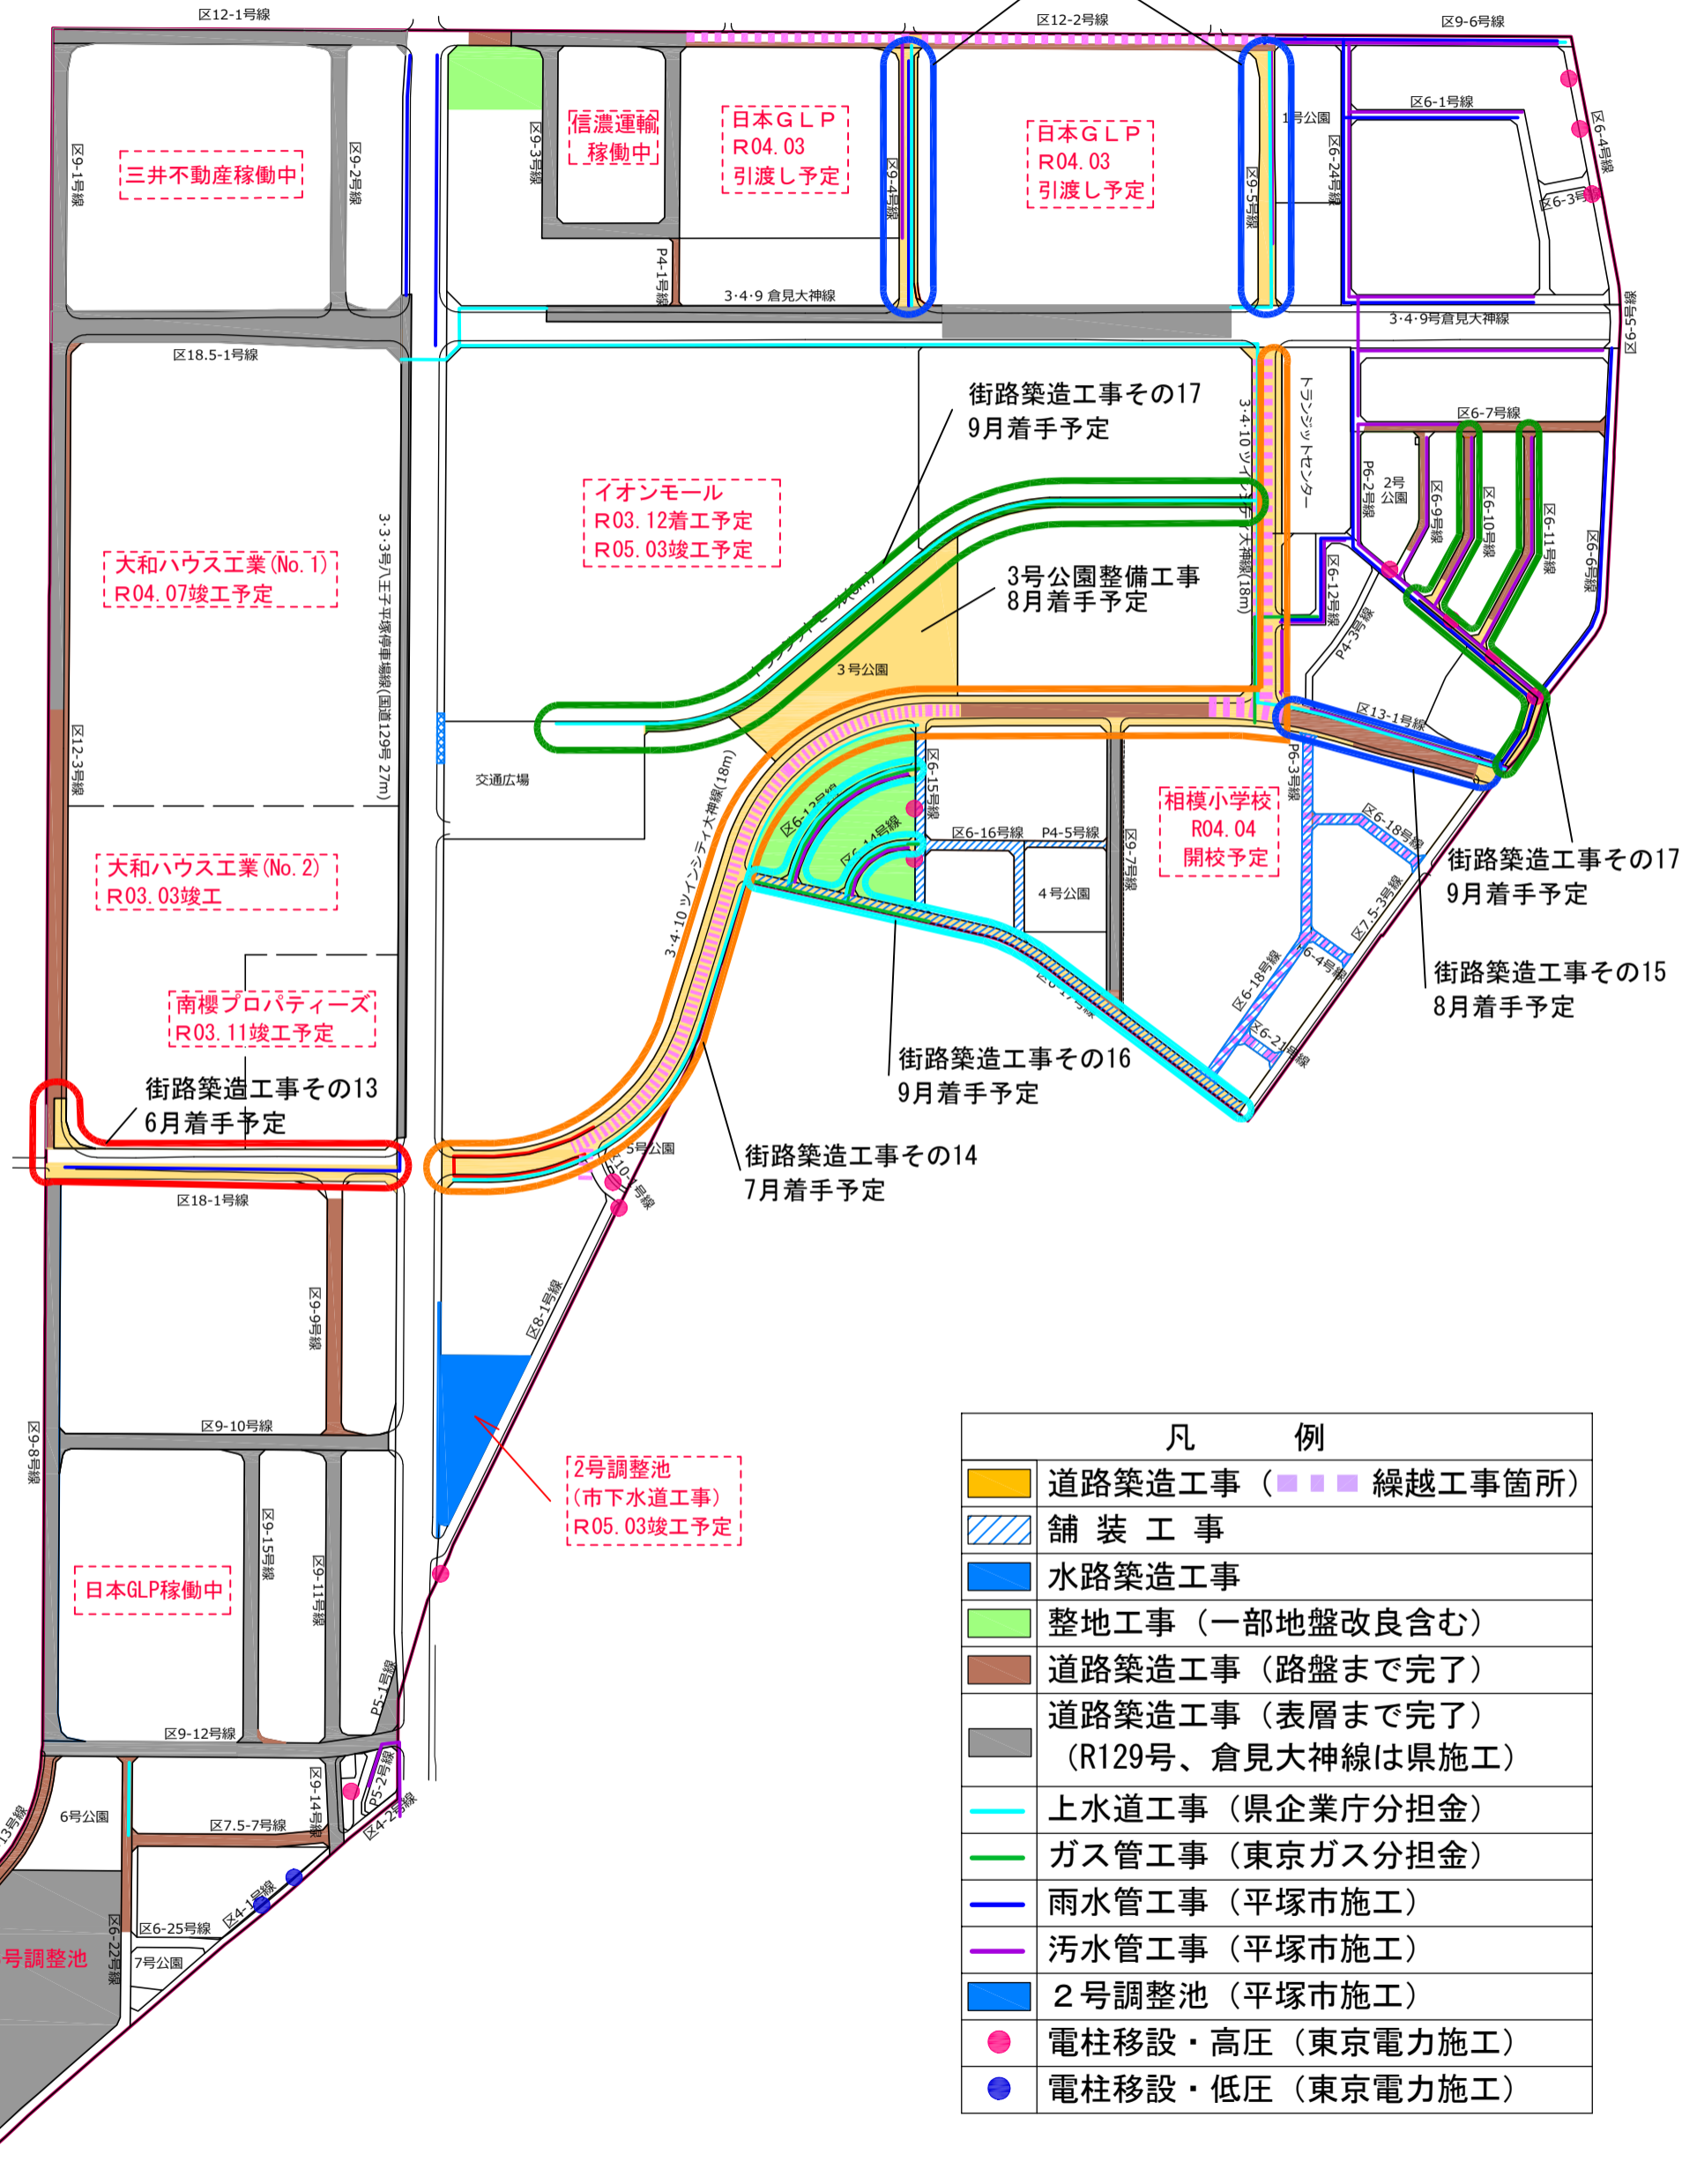 区12-1号線
区12-2号線
区9-6号線
区9-1号線
三井不動産稼働中
区9-2号線
区9-3号線
信濃運輸
稼働中
日本ＧＬＰ
R04.03
引渡し予定
区9-4号線
日本ＧＬＰ
R04.03
引渡し予定
区9-5号線
1号公園
区6-24号線
区6-1号線
区6-4号線
区6-5号線
P4-1号線
3･4･9 倉見大神線
3･4･9号倉見大神線
区18.5-1号線
街路築造工事その17
9月着手予定
イオンモール
R03.12着工予定
R05.03竣工予定
3号公園整備工事
8月着手予定
3号公園
トランジットセンター
3･4･10 ツインシティ大神線(18m)
区6-7号線
P6-2号線
2号
公園
区6-9号線
区6-10号線
区6-11号線
区6-6号線
区6-12号線
P4-3号線
区13-1号線
大和ハウス工業(No.1)
R04.07竣工予定
3･3･3号八王子平塚停車場線(国道129号 27m)
区12-3号線
大和ハウス工業(No.2)
R03.03竣工
南櫻プロパティーズ
R03.11竣工予定
街路築造工事その13
6月着手予定
区18-1号線
交通広場
3･4･10 ツインシティ大神線(18m)
区6-15号線
区6-16号線
P4-5号線
4号公園
区9-7号線
相模小学校
R04.04
開校予定
P6-3号線
区6-18号線
区7.5-3号線
区6-18号線
区6-21号線
街路築造工事その17
9月着手予定
街路築造工事その15
8月着手予定
街路築造工事その16
9月着手予定
街路築造工事その14
7月着手予定
5号公園
区10-1号線
区8-1号線
区9-9号線
区9-8号線
区9-10号線
2号調整池
(市下水道工事)
R05.03竣工予定
日本GLP稼働中
区9-15号線
区9-11号線
P5-1号線
区9-12号線
P5-2号線
区4-2号線
区9-14号線
6号公園
区7.5-7号線
13号線
区4-1号線
区6-25号線
区6-22号線
7号公園
号調整池
凡　例
道路築造工事（　繰越工事箇所）
舗 装 工 事
水路築造工事
整地工事（一部地盤改良含む）
道路築造工事（路盤まで完了）
道路築造工事（表層まで完了）
（R129号、倉見大神線は県施工）
上水道工事（県企業庁分担金）
ガス管工事（東京ガス分担金）
雨水管工事（平塚市施工）
汚水管工事（平塚市施工）
２号調整池（平塚市施工）
電柱移設・高圧（東京電力施工）
電柱移設・低圧（東京電力施工）